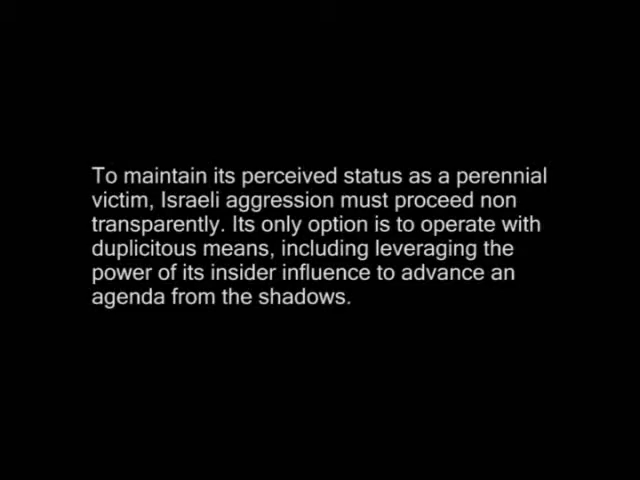 To maintain its perceived status as a perennial
victim, Israeli aggression must proceed non
transparently. Its only option is to operate with
duplicitous means, including leveraging the
power of its insider influence to advance an
agenda from the shadows.